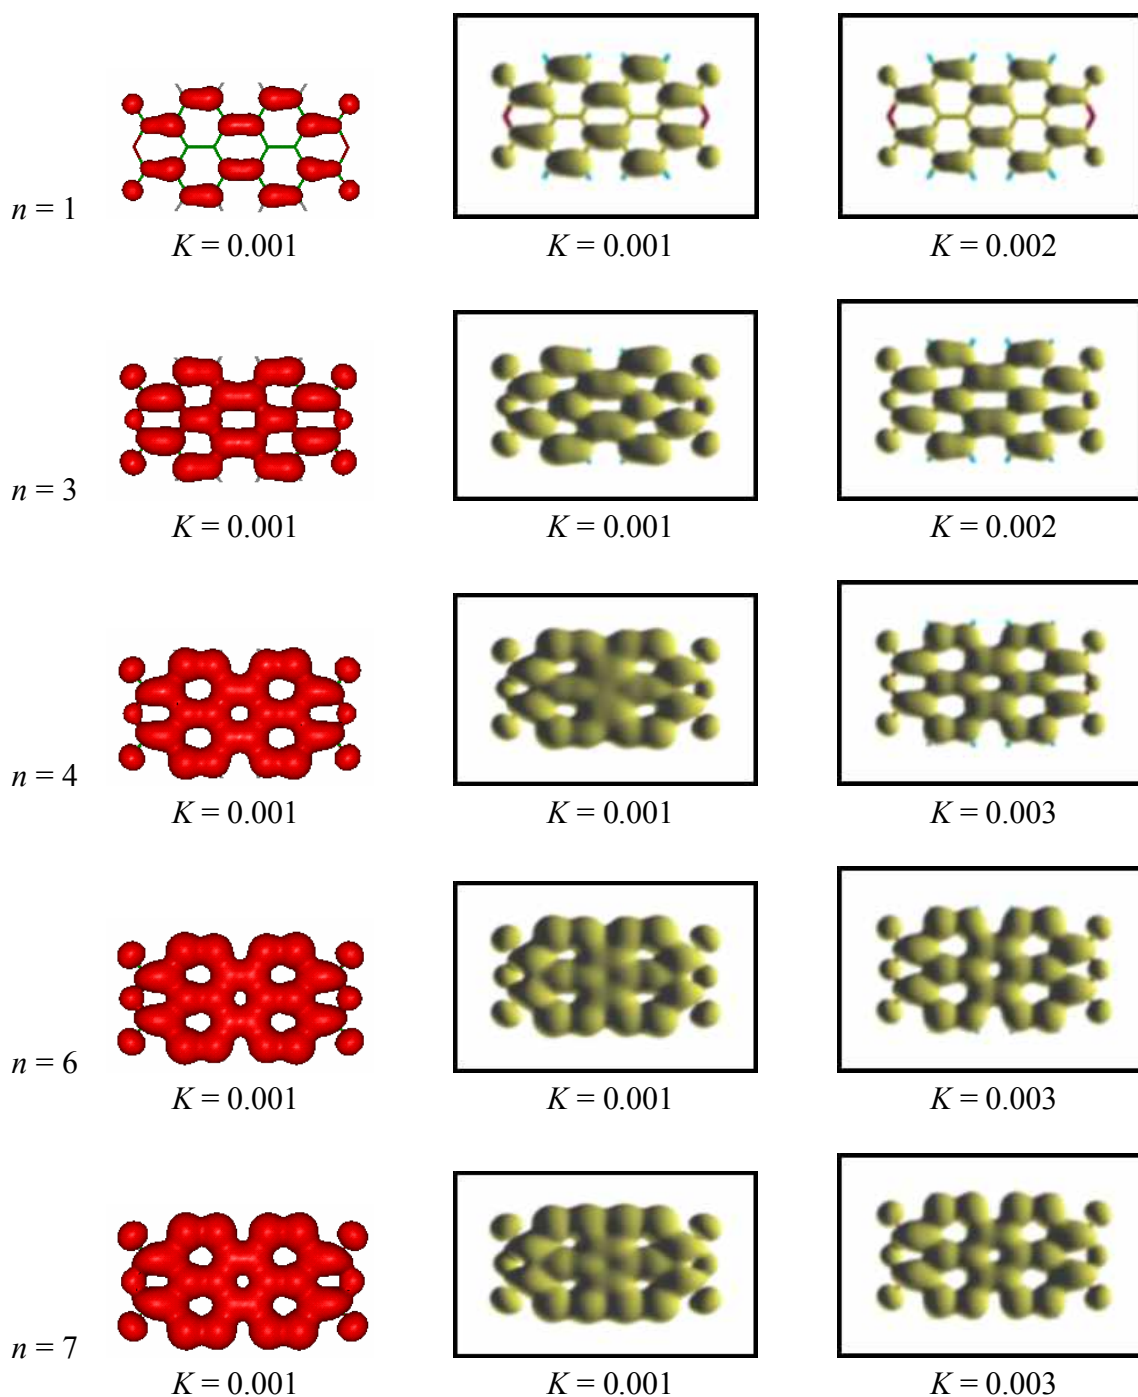 n = 1
K = 0.001 K = 0.001 K = 0.002
n = 3
K = 0.001 K = 0.001 K = 0.002
n = 4
K = 0.001 K = 0.001 K = 0.003
n = 6
K = 0.001 K = 0.001 K = 0.003
n = 7
K = 0.001 K = 0.001 K = 0.003